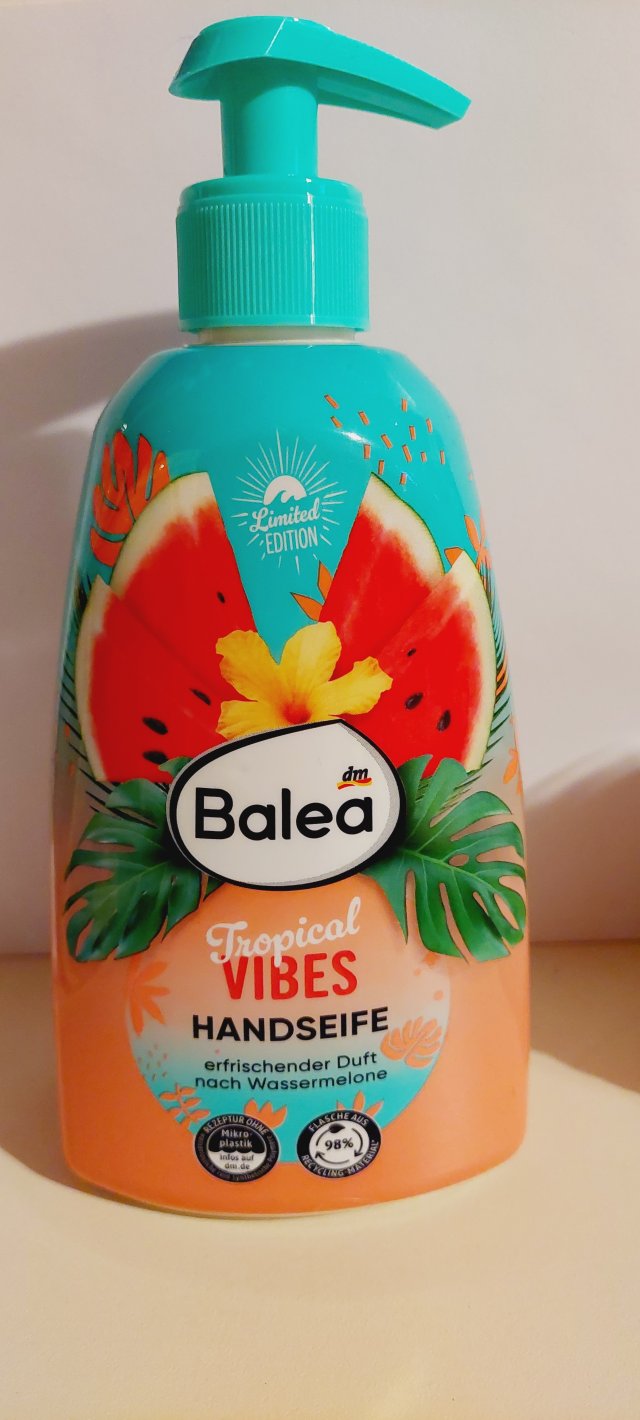 Limited
EDITION
dm
Balea
Tropical
VIBES
HANDSEIFE
erfrischender Duft
nach Wassermelone
REZEPTUR OHNE
Mikro-
plastik
infos auf
dm.de
FLASCHE AUS
98%
RECYCLING-MATERIAL*